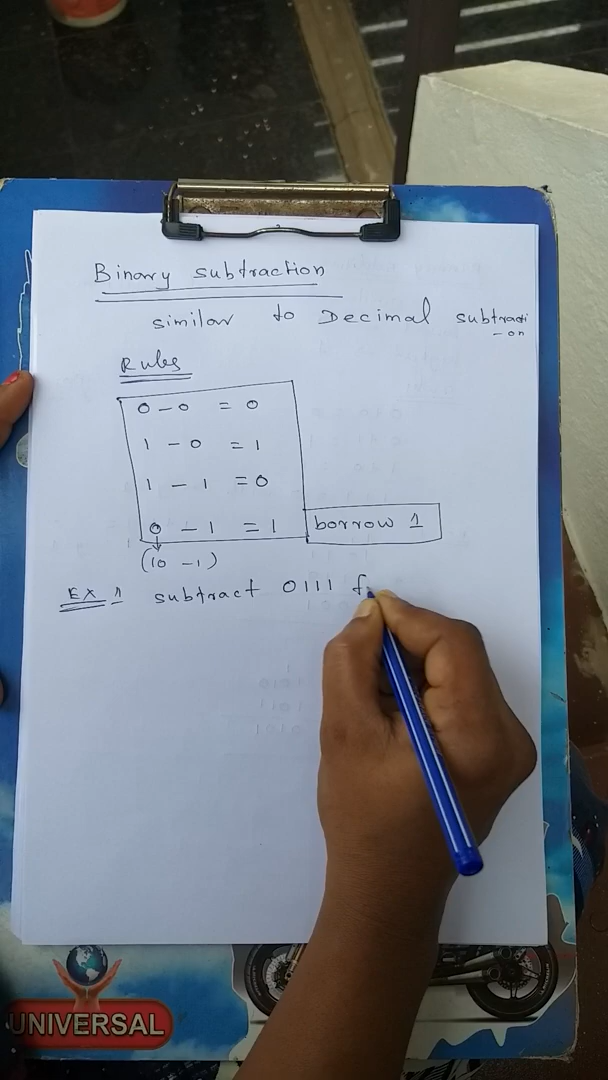 Binary subtraction
similar to Decimal subtracti
-on
Rules
0 - 0 = 0
1 - 0 = 1
1 - 1 = 0
0 - 1 = 1 borrow 1
(10 - 1)
EX 1 subtract 0111 f
UNIVERSAL